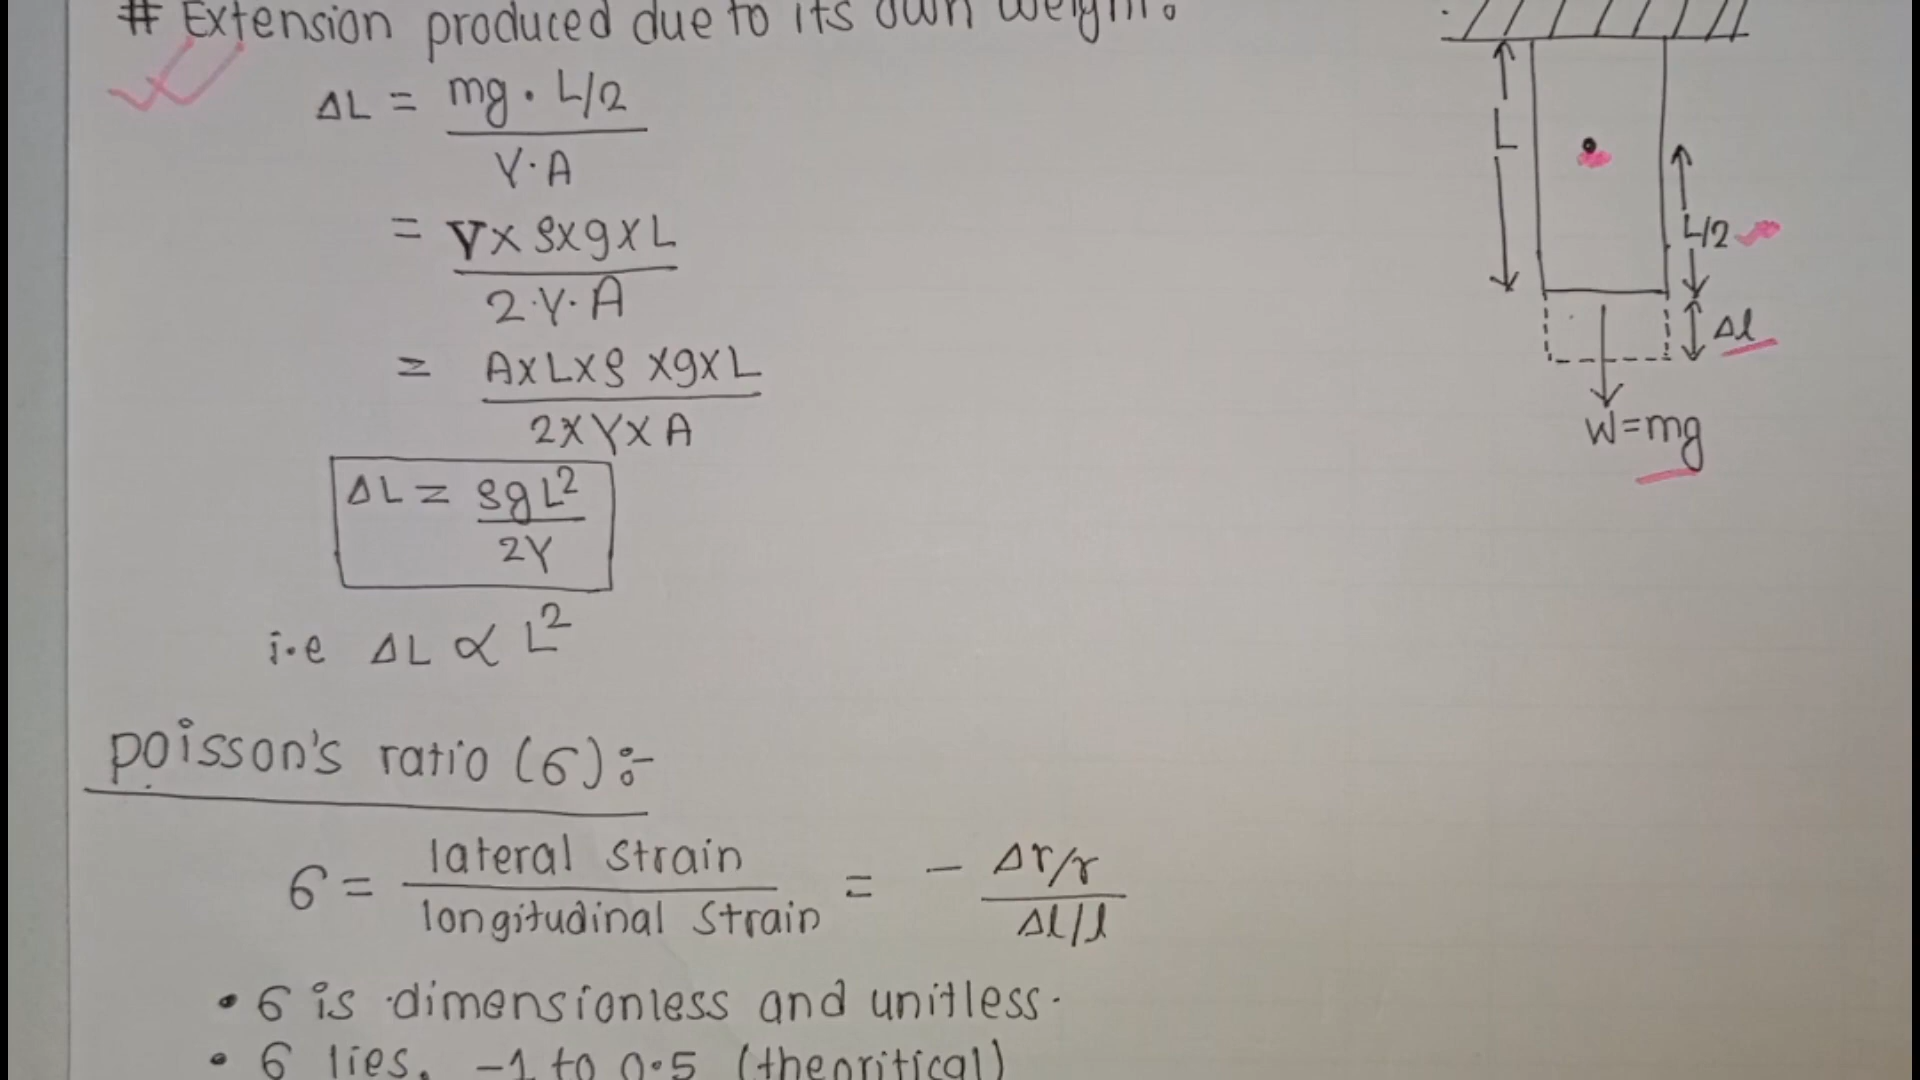 # Extension produced due to its own weight.
ΔL = mg · L/2
Y·A
= V×ρ×g×L
2·Y·A
= A×L×ρ×g×L
2×Y×A
ΔL = ρgL²
2Y
i.e ΔL ∝ L²
L
L/2
Δl
W=mg
poisson's ratio (σ) :-
σ = lateral strain = - Δr/r
longitudinal strain Δl/l
• σ is dimensionless and unitless.
• σ lies. -1 to 0.5 (theoritical)